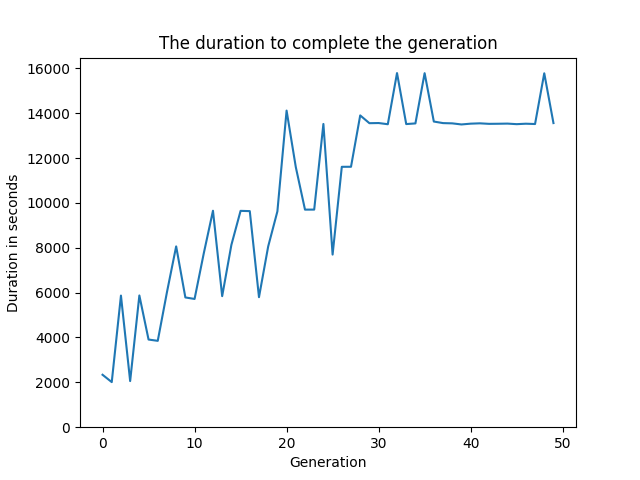 The duration to complete the generation
16000
14000
12000
10000
8000
6000
4000
2000
0
Duration in seconds
0 10 20 30 40 50
Generation